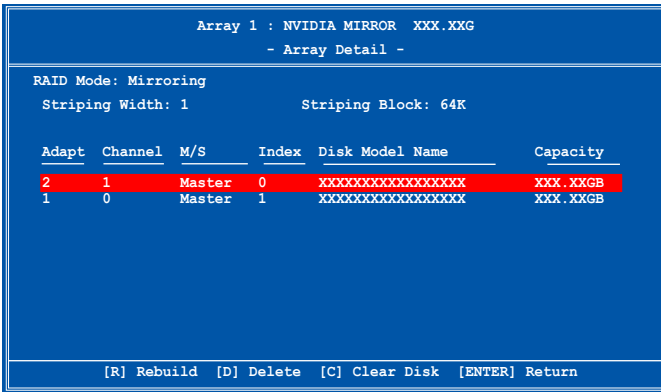 Array 1 : NVIDIA MIRROR XXX.XXG
- Array Detail -
RAID Mode: Mirroring
Striping Width: 1 Striping Block: 64K
Adapt Channel M/S Index Disk Model Name Capacity
2 1 Master 0 XXXXXXXXXXXXXXXXX XXX.XXGB
1 0 Master 1 XXXXXXXXXXXXXXXXX XXX.XXGB
[R] Rebuild [D] Delete [C] Clear Disk [ENTER] Return